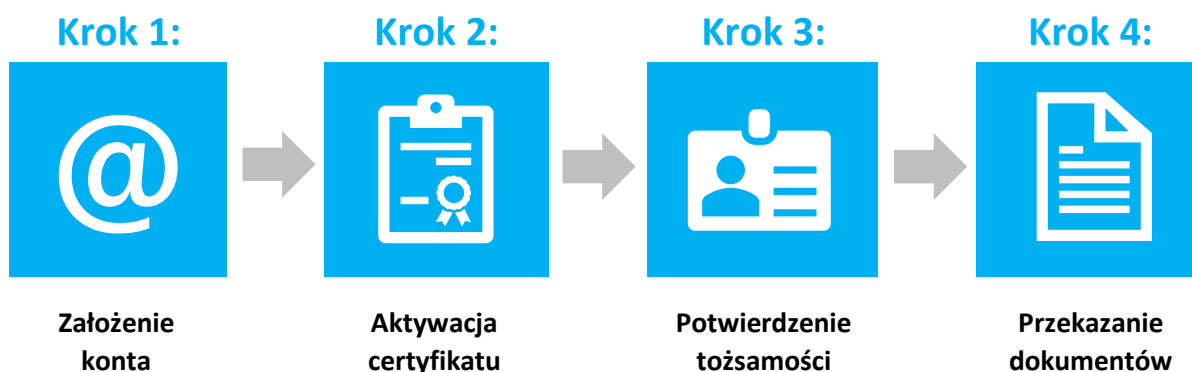 Krok 1:
Krok 2:
Krok 3:
Krok 4:
@
Założenie
konta
Aktywacja
certyfikatu
Potwierdzenie
tożsamości
Przekazanie
dokumentów